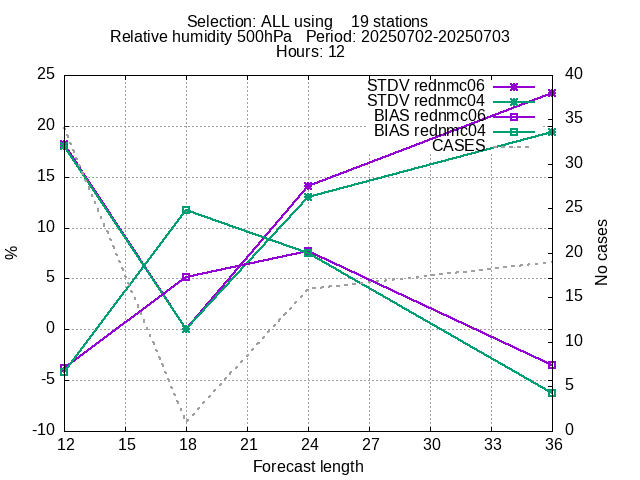 Selection: ALL using    19 stations
Relative humidity 500hPa   Period: 20250702-20250703
Hours: 12
25
20
15
10
5
0
-5
-10
%
40
35
30
25
20
15
10
5
0
No cases
STDV rednmc06
STDV rednmc04
BIAS rednmc06
BIAS rednmc04
CASES
12 15 18 21 24 27 30 33 36
Forecast length